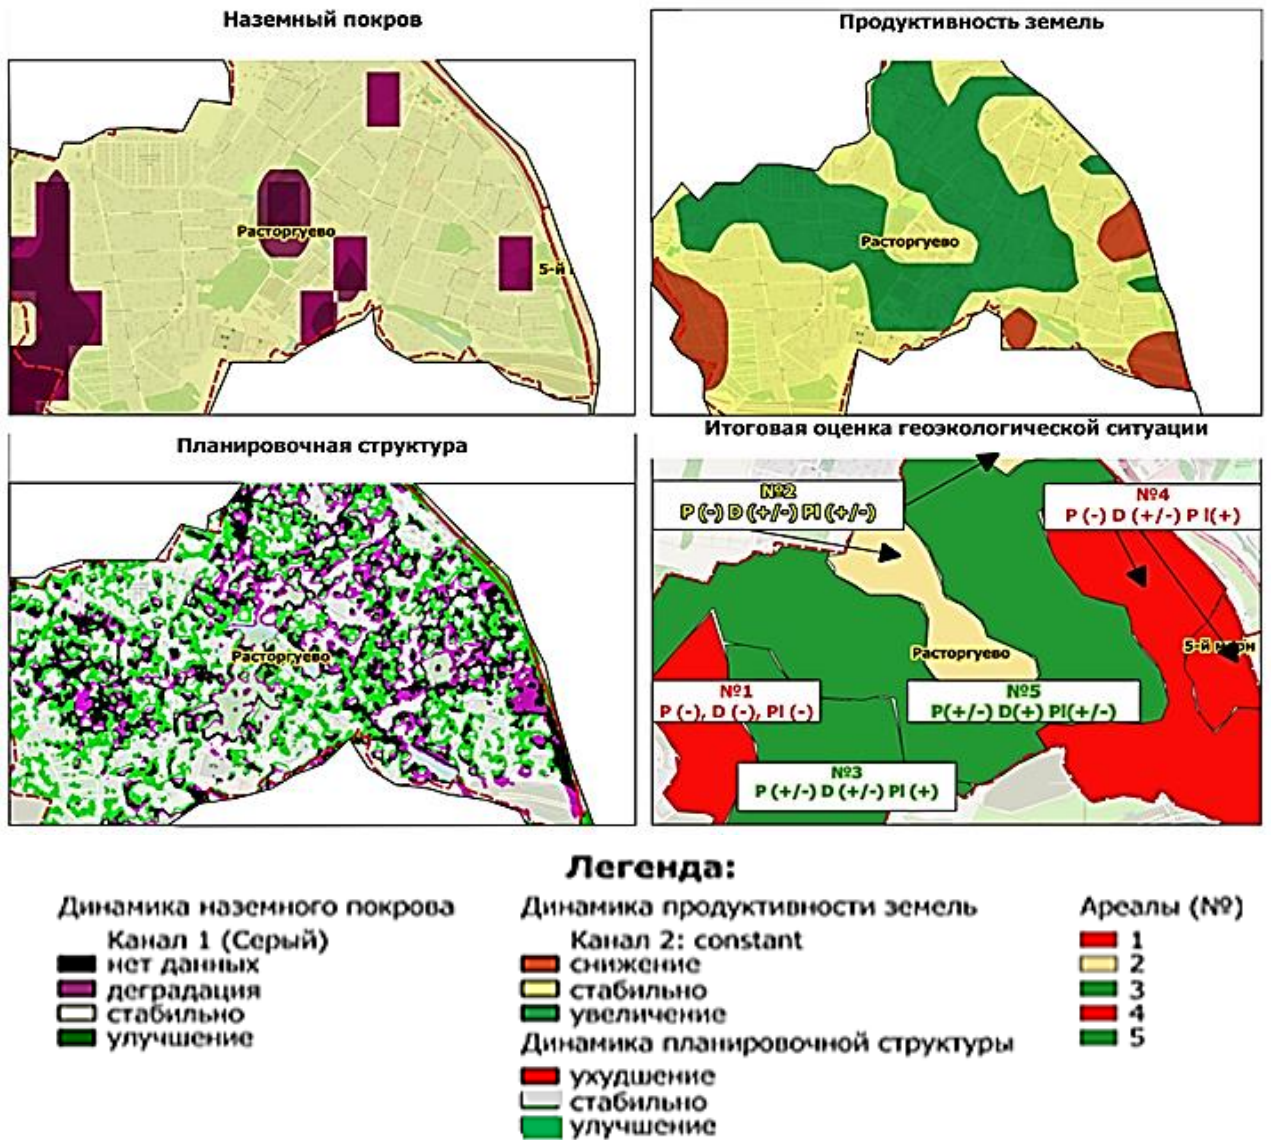 Наземный покров
Продуктивность земель
Расторгуево
5-й
Расторгуево
Планировочная структура
Итоговая оценка геоэкологической ситуации
Расторгуево
№2
P (-) D (+/-) Pl (+/-)
№4
P (-) D (+/-) P l(+)
Расторгуево
5-й
№1
P (-), D (-), Pl (-)
№5
P(+/-) D(+) Pl(+/-)
№3
P (+/-) D (+/-) Pl (+)
Легенда:
Динамика наземного покрова
Канал 1 (Серый)
нет данных
деградация
стабильно
улучшение
Динамика продуктивности земель
Канал 2: constant
снижение
стабильно
увеличение
Динамика планировочной структуры
ухудшение
стабильно
улучшение
Ареалы (№)
1
2
3
4
5